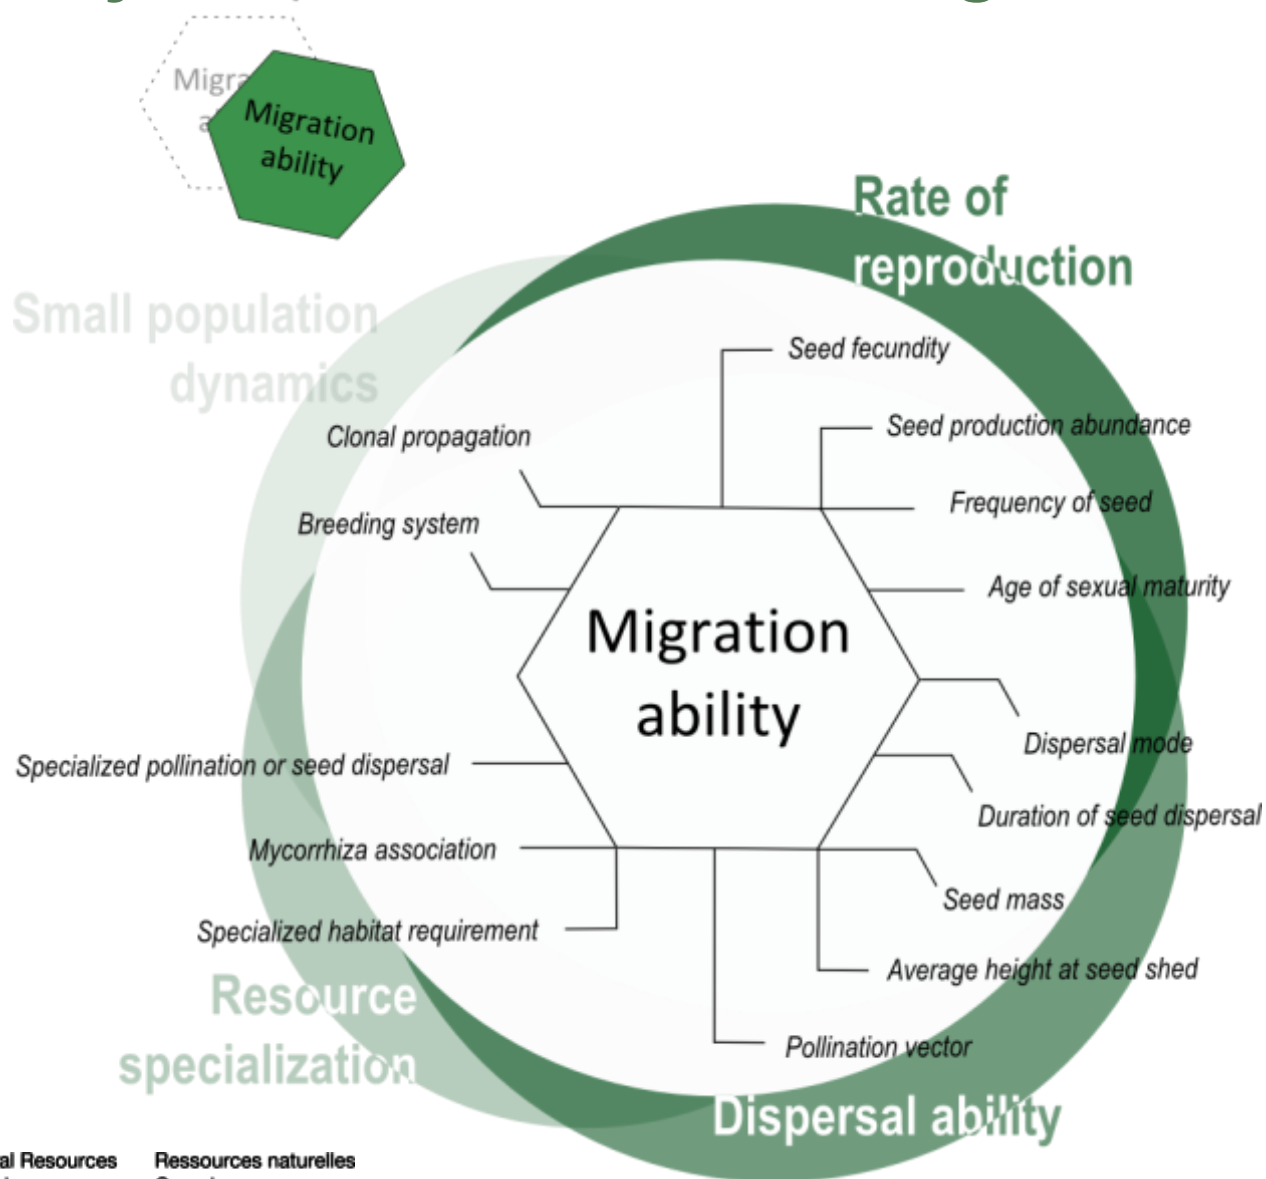 Migration
ability
Rate of
reproduction
Small population
dynamics
Seed fecundity
Clonal propagation
Seed production abundance
Frequency of seed
Breeding system
Age of sexual maturity
Migration
ability
Dispersal mode
Specialized pollination or seed dispersal
Duration of seed dispersal
Mycorrhiza association
Seed mass
Specialized habitat requirement
Average height at seed shed
Resource
specialization
Pollination vector
Dispersal ability
al Resources
Ressources naturelles